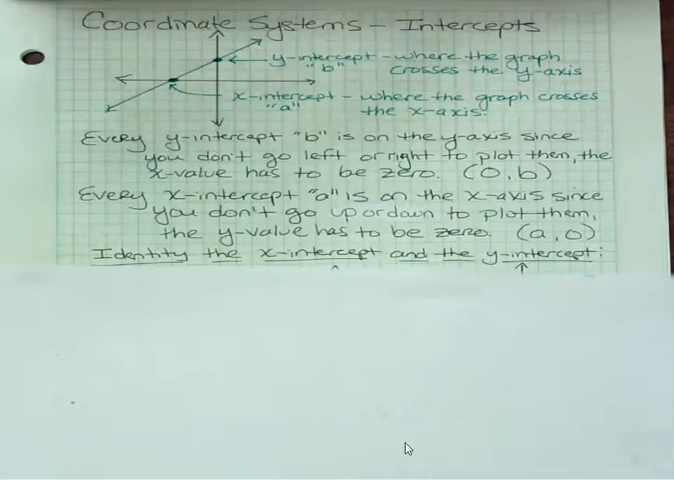 Coordinate Systems - Intercepts
y-intercept - where the graph
"b" crosses the y-axis
x-intercept - where the graph crosses
"a" the x-axis.
Every y-intercept "b" is on the y-axis since
you don't go left or right to plot them, the
x-value has to be zero. (0, b)
Every x-intercept "a" is on the x-axis since
you don't go up or down to plot them,
the y-value has to be zero. (a, 0)
Identity the x-intercept and the y-intercept: